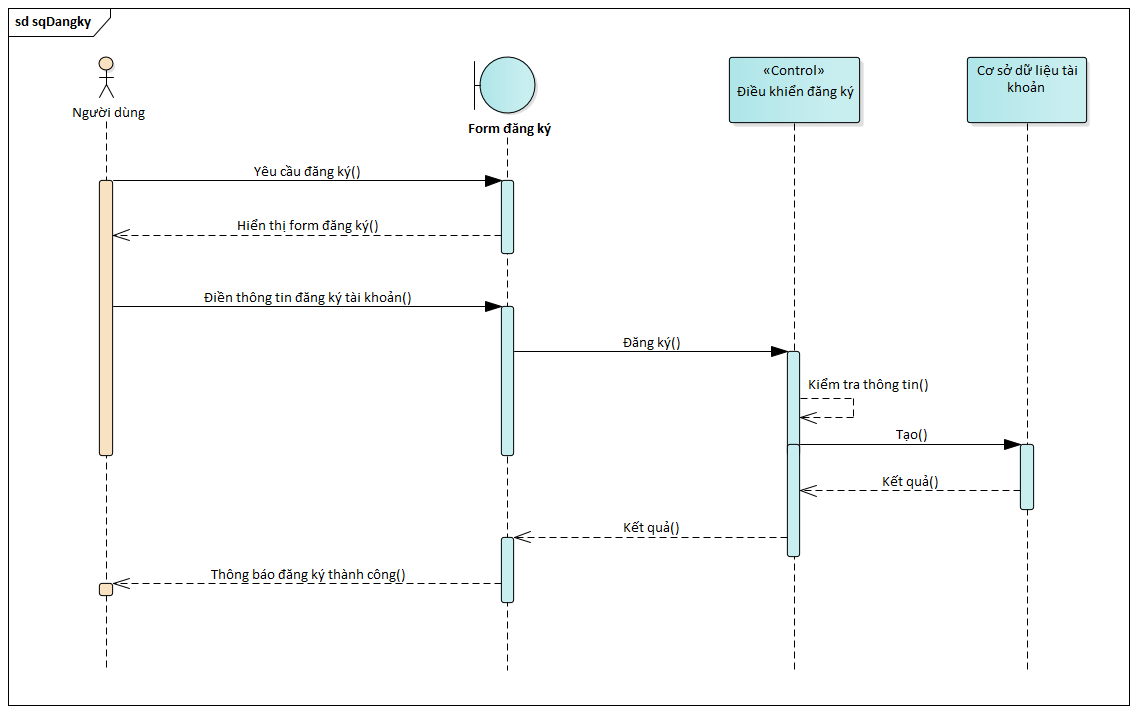 sd sqDangky
Người dùng
Form đăng ký
«Control»
Điều khiển đăng ký
Cơ sở dữ liệu tài
khoản
Yêu cầu đăng ký()
Hiển thị form đăng ký()
Điền thông tin đăng ký tài khoản()
Đăng ký()
Kiểm tra thông tin()
Tạo()
Kết quả()
Kết quả()
Thông báo đăng ký thành công()